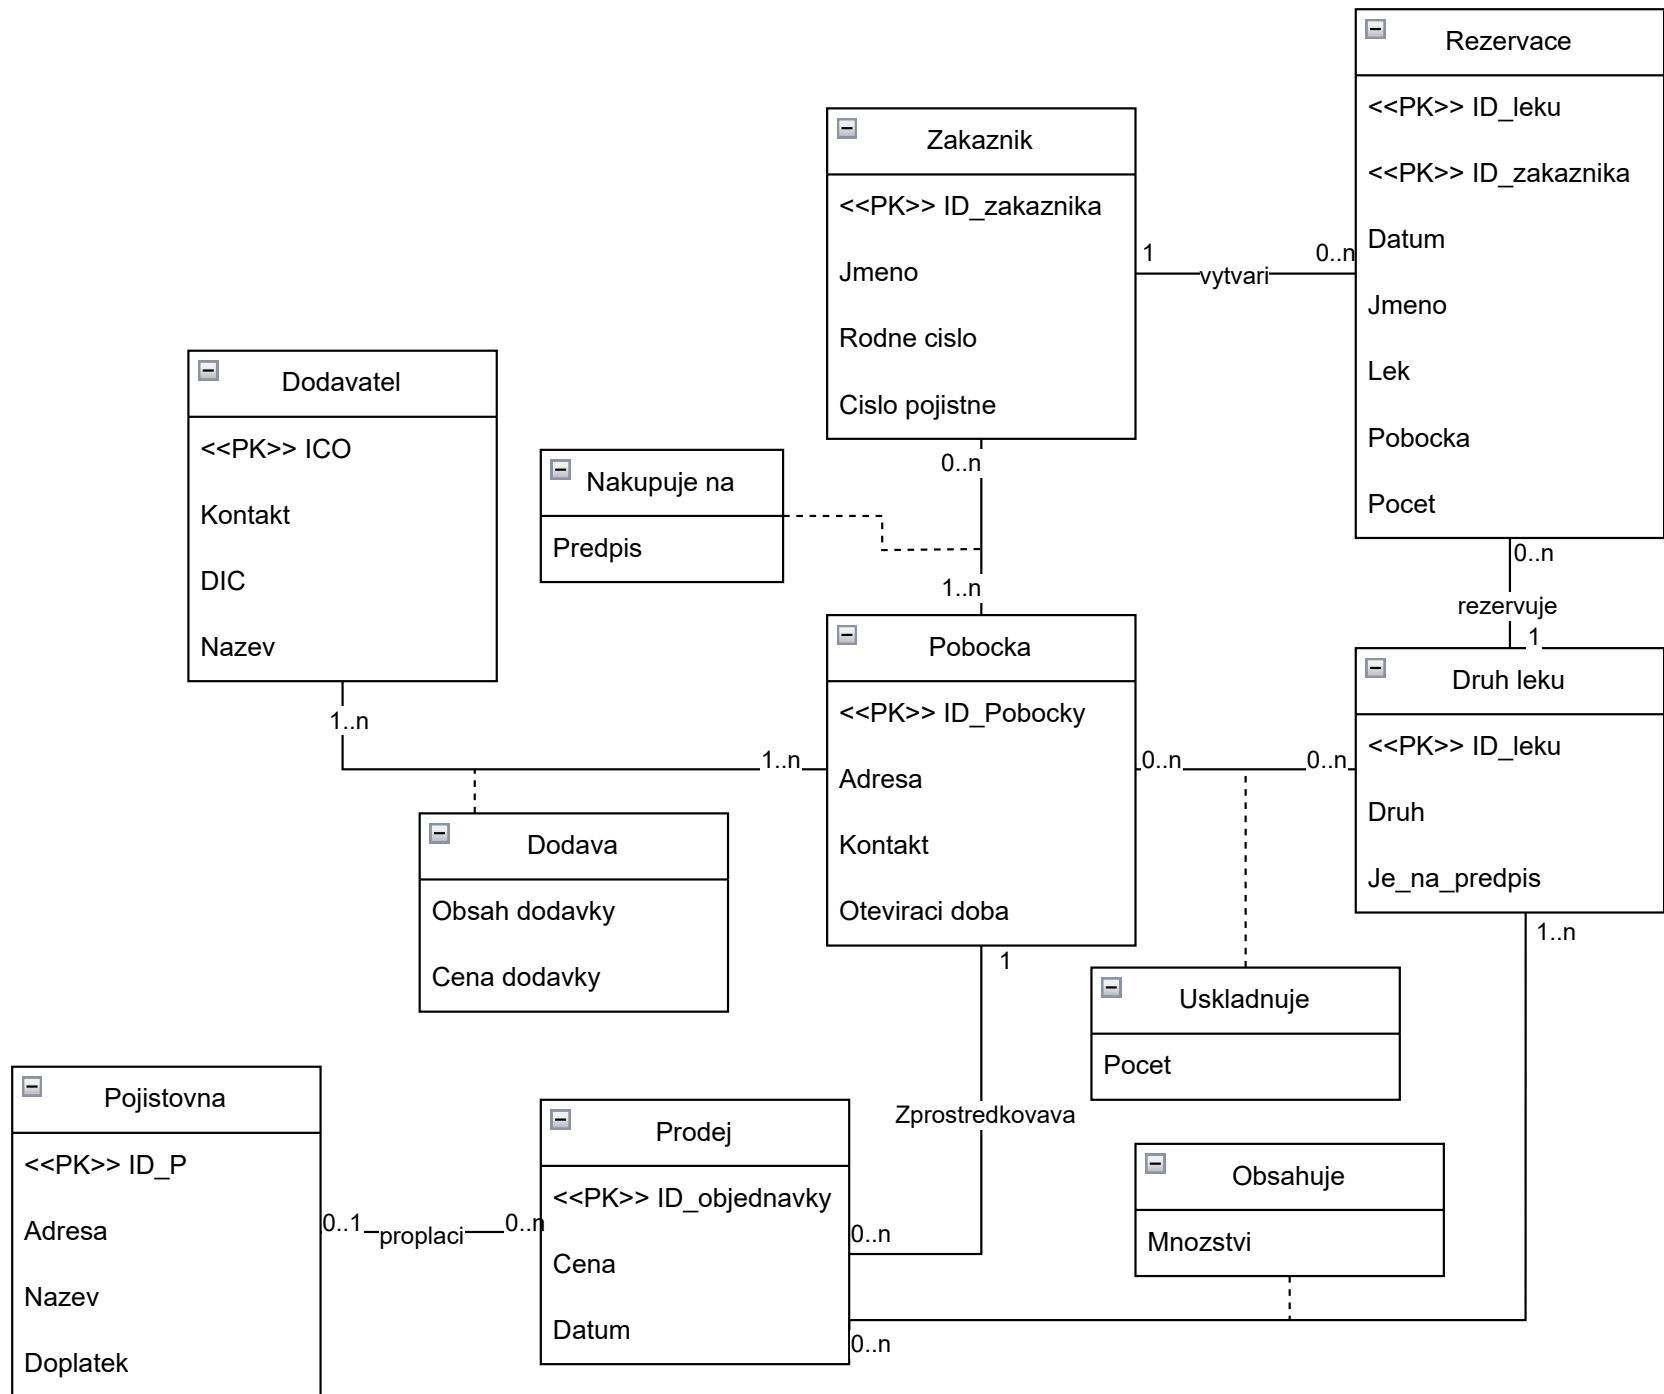 Rezervace
<<PK>> ID_leku
<<PK>> ID_zakaznika
Datum
Jmeno
Lek
Pobocka
Pocet
Zakaznik
<<PK>> ID_zakaznika
Jmeno
Rodne cislo
Cislo pojistne
1
vytvari
0..n
Dodavatel
<<PK>> ICO
Kontakt
DIC
Nazev
Nakupuje na
Predpis
0..n
1..n
0..n
rezervuje
1
Pobocka
<<PK>> ID_Pobocky
Adresa
Kontakt
Oteviraci doba
Druh leku
<<PK>> ID_leku
Druh
Je_na_predpis
1..n
1..n
0..n
0..n
Dodava
Obsah dodavky
Cena dodavky
1
1..n
Uskladnuje
Pocet
Pojistovna
<<PK>> ID_P
Adresa
Nazev
Doplatek
0..1
proplaci
0..n
Prodej
<<PK>> ID_objednavky
Cena
Datum
Zprostredkovava
0..n
0..n
Obsahuje
Mnozstvi